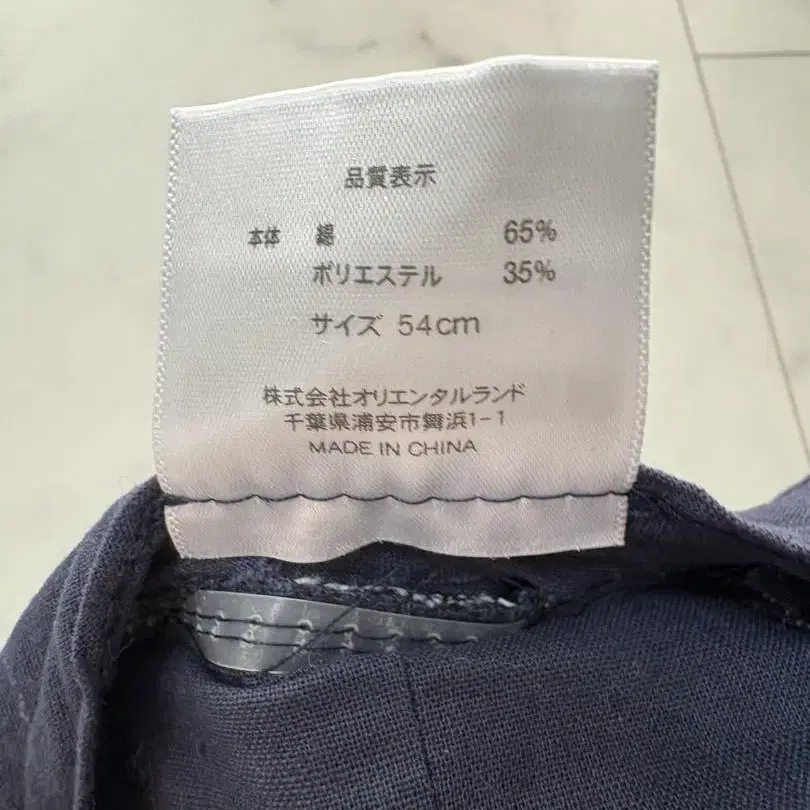 品質表示
本体 綿 65%
ポリエステル 35%
サイズ 54cm
株式会社オリエンタルランド
千葉県浦安市舞浜1-1
MADE IN CHINA